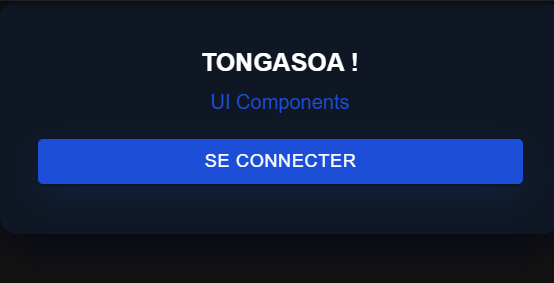 TONGASOA !
UI Components
SE CONNECTER